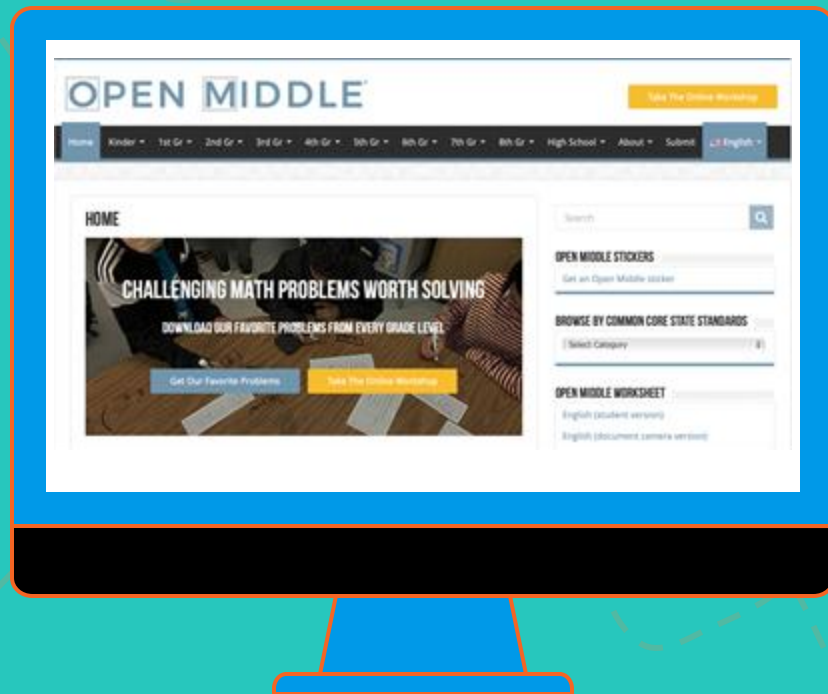 OPEN MIDDLE
Take The Online Workshop
Home Kinder 1st Gr 2nd Gr 3rd Gr 4th Gr 5th Gr 6th Gr 7th Gr 8th Gr High School About Submit English
HOME
CHALLENGING MATH PROBLEMS WORTH SOLVING
DOWNLOAD OUR FAVORITE PROBLEMS FROM EVERY GRADE LEVEL
Get Our Favorite Problems Take The Online Workshop
Search
OPEN MIDDLE STICKERS
Get an Open Middle sticker
BROWSE BY COMMON CORE STATE STANDARDS
Select Category
OPEN MIDDLE WORKSHEET
English (student version)
English (document camera version)